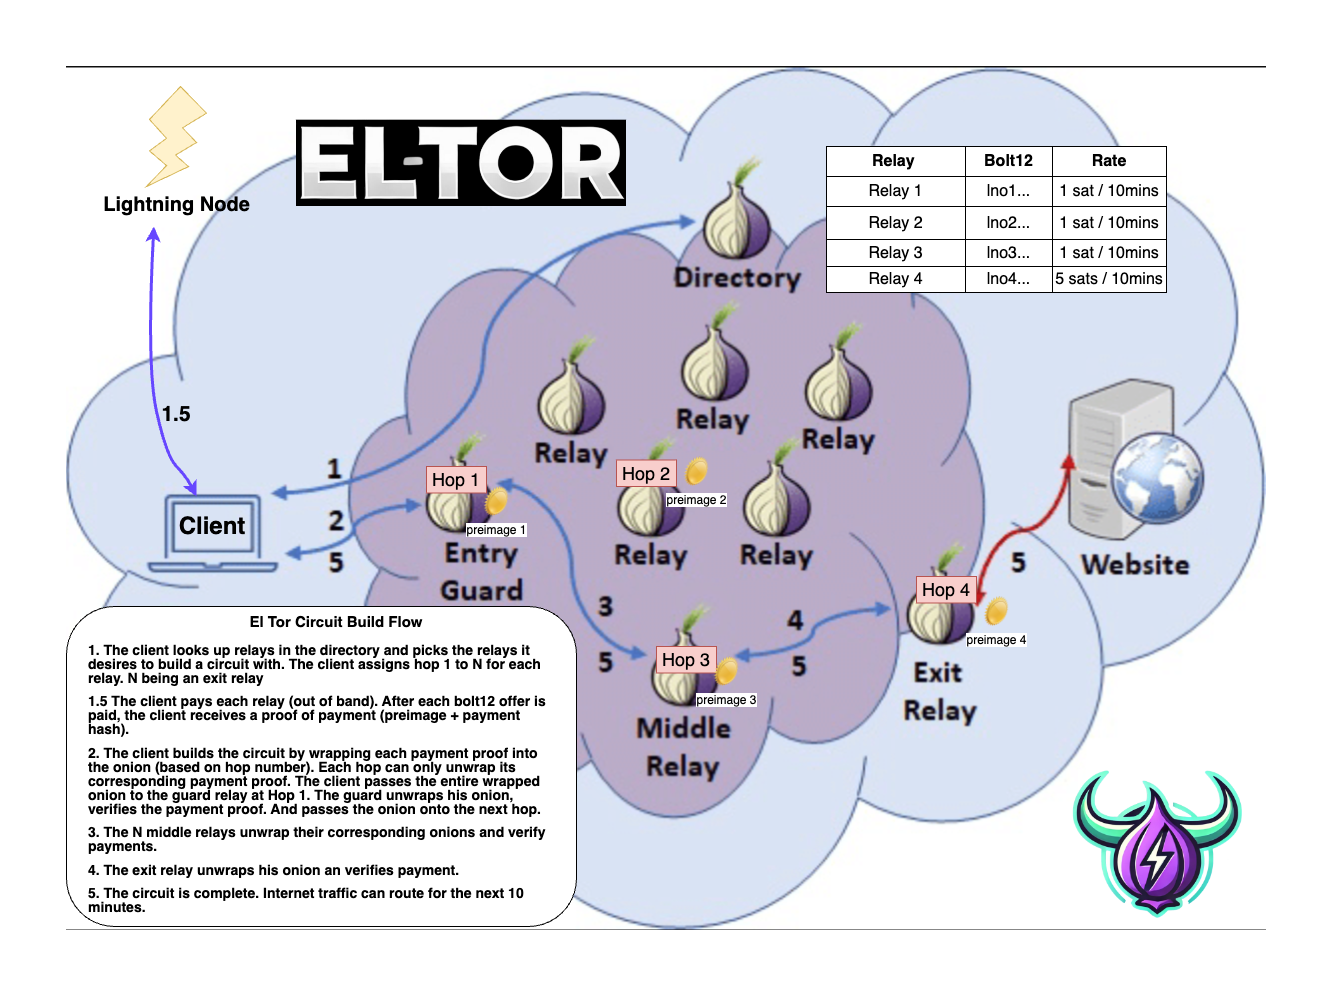 EL-TOR
Lightning Node
Relay Bolt12 Rate
Relay 1 lno1... 1 sat / 10mins
Relay 2 lno2... 1 sat / 10mins
Relay 3 lno3... 1 sat / 10mins
Relay 4 lno4... 5 sats / 10mins
Directory
1.5
Relay
Relay
Relay
1
Hop 1
Hop 2
preimage 2
preimage 1
Client
2
5
Entry
Guard
Relay
Relay
5
Website
Hop 4
preimage 4
3
4
5
5
Hop 3
preimage 3
Exit
Relay
Middle
Relay
El Tor Circuit Build Flow
1. The client looks up relays in the directory and picks the relays it
desires to build a circuit with. The client assigns hop 1 to N for each
relay. N being an exit relay
1.5 The client pays each relay (out of band). After each bolt12 offer is
paid, the client receives a proof of payment (preimage + payment
hash).
2. The client builds the circuit by wrapping each payment proof into
the onion (based on hop number). Each hop can only unwrap its
corresponding payment proof. The client passes the entire wrapped
onion to the guard relay at Hop 1. The guard unwraps his onion,
verifies the payment proof. And passes the onion onto the next hop.
3. The N middle relays unwrap their corresponding onions and verify
payments.
4. The exit relay unwraps his onion an verifies payment.
5. The circuit is complete. Internet traffic can route for the next 10
minutes.